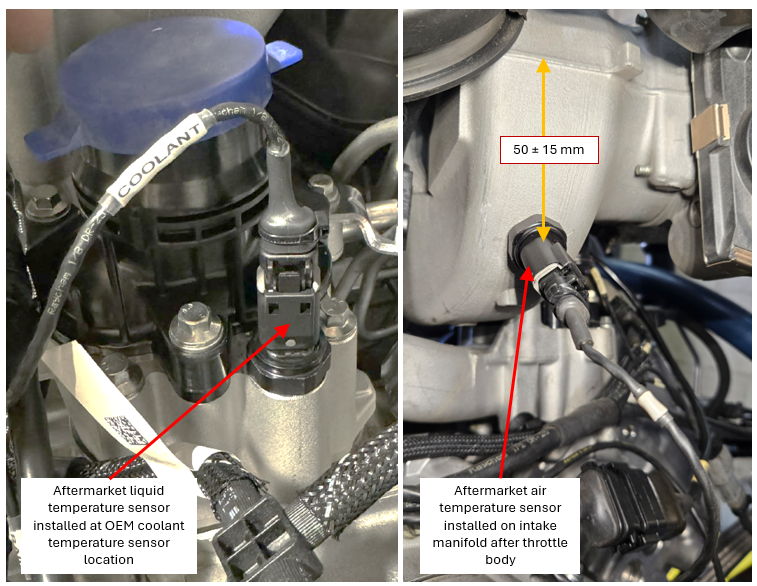 COOLANT
50 ± 15 mm
Aftermarket liquid
temperature sensor
installed at OEM coolant
temperature sensor
location
Aftermarket air
temperature sensor
installed on intake
manifold after throttle
body